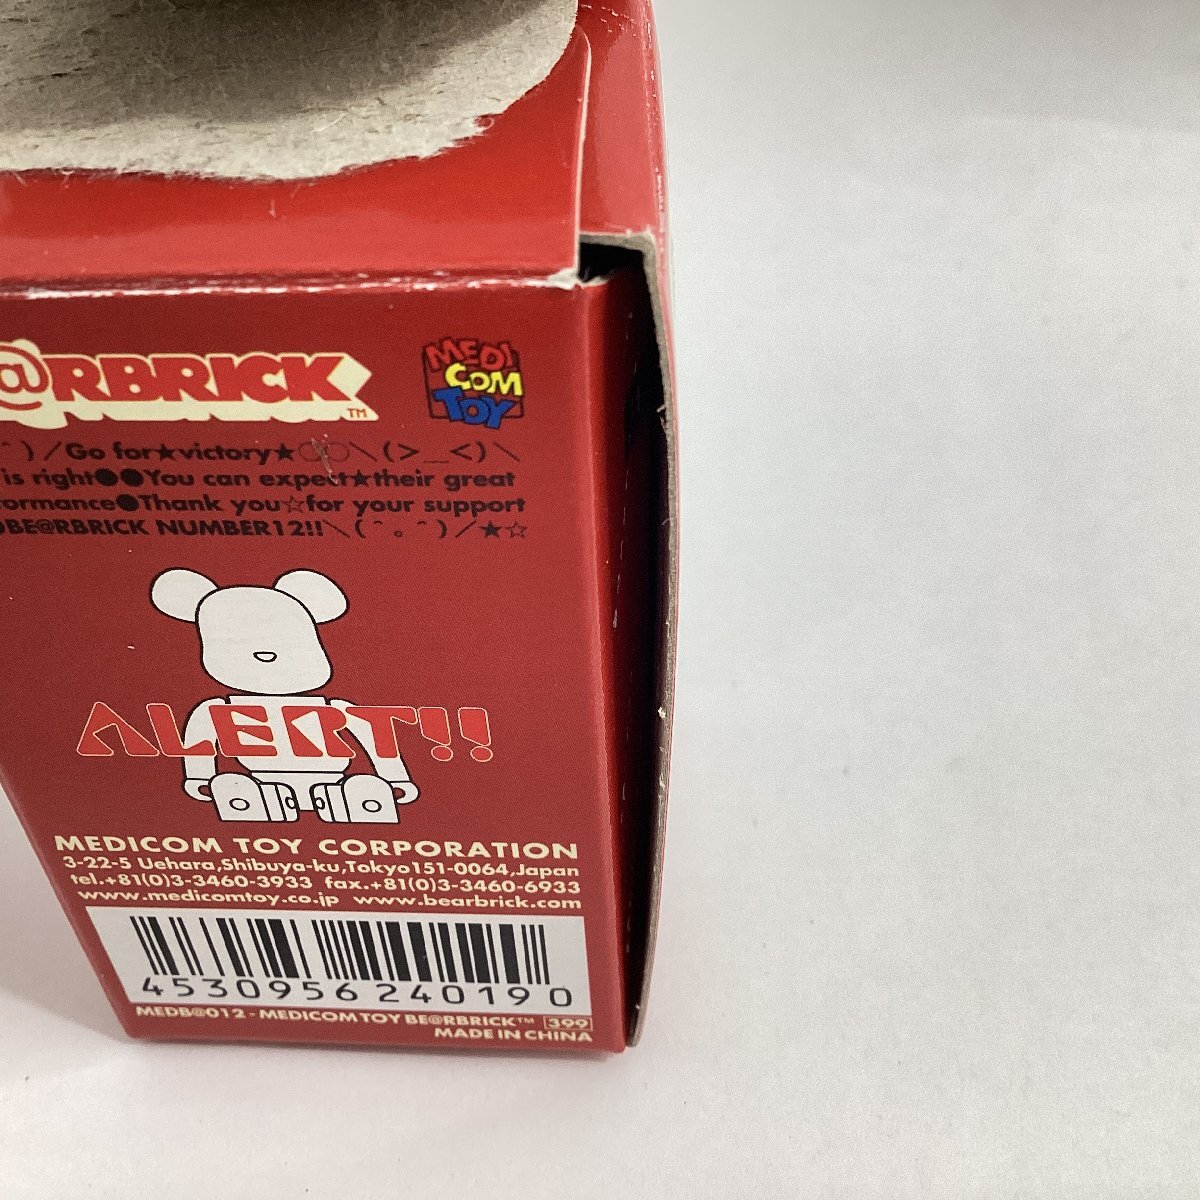 @RBRICK™
MEDI
COM
TOY
^ )／Go for★victory★○○＼(>_<)＼
is right●●You can expect★their great
ormance●Thank you☆for your support
BE@RBRICK NUMBER12!!＼(^。^)／★☆
ALERT!!
MEDICOM TOY CORPORATION
3-22-5 Uehara,Shibuya-ku,Tokyo151-0064,Japan
tel.+81(0)3-3460-3933 fax.+81(0)3-3460-6933
www.medicomtoy.co.jp www.bearbrick.com
4530956240190
MEDB@012-MEDICOM TOY BE@RBRICK™ 399
MADE IN CHINA